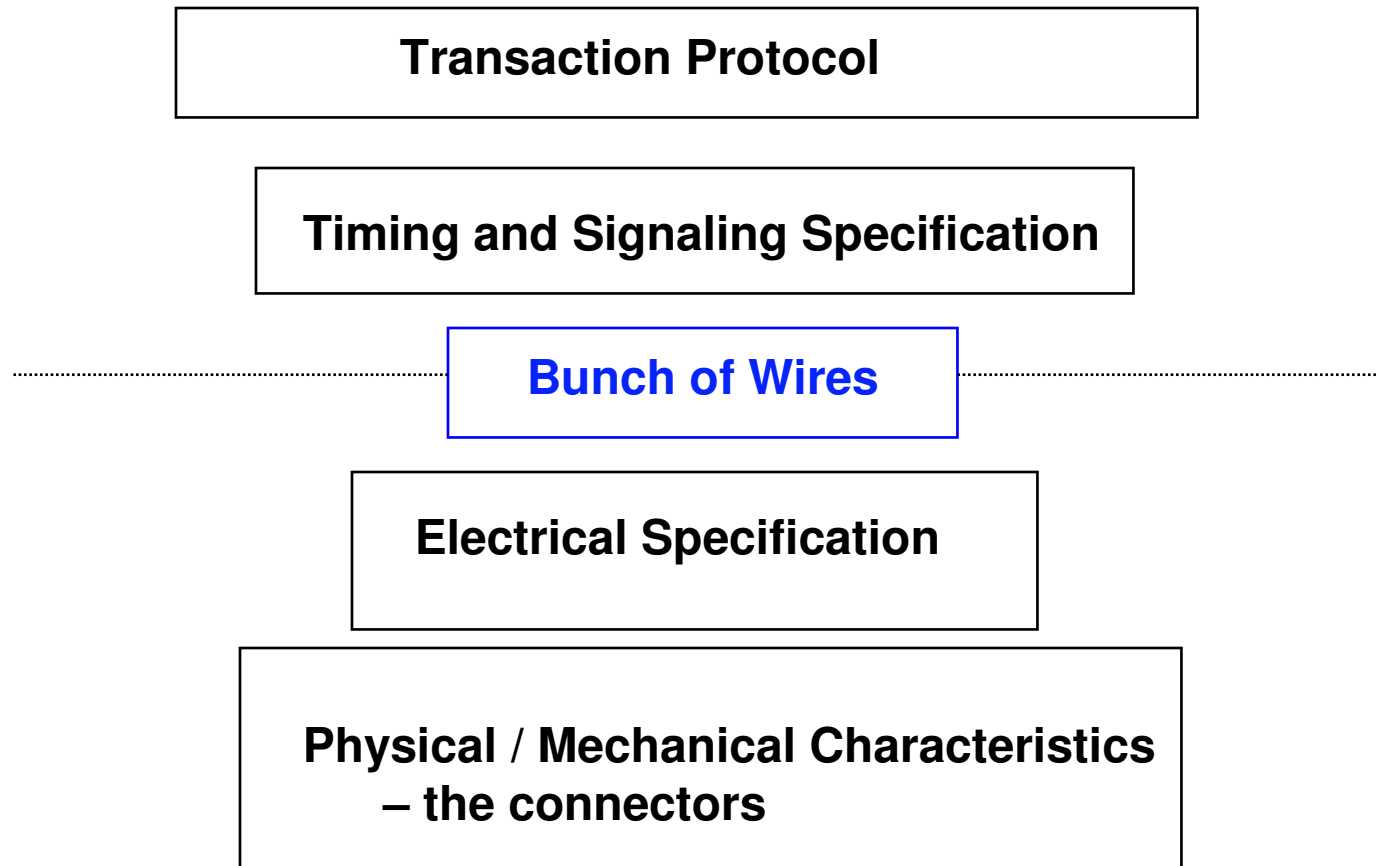 Transaction Protocol
Timing and Signaling Specification
Bunch of Wires
Electrical Specification
Physical / Mechanical Characteristics
– the connectors